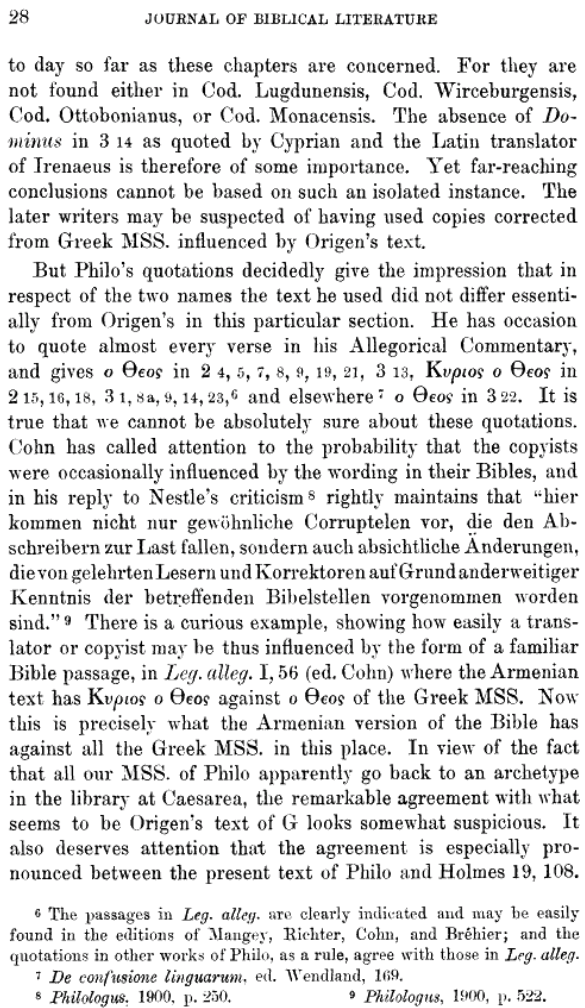 28 JOURNAL OF BIBLICAL LITERATURE
to day so far as these chapters are concerned. For they are
not found either in Cod. Lugdunensis, Cod. Wirceburgensis,
Cod. Ottobonianus, or Cod. Monacensis. The absence of Do-
minus in 3 14 as quoted by Cyprian and the Latin translator
of Irenaeus is therefore of some importance. Yet far-reaching
conclusions cannot be based on such an isolated instance. The
later writers may be suspected of having used copies corrected
from Greek MSS. influenced by Origen's text.
But Philo's quotations decidedly give the impression that in
respect of the two names the text he used did not differ essenti-
ally from Origen's in this particular section. He has occasion
to quote almost every verse in his Allegorical Commentary,
and gives ο Θεος in 2 4, 5, 7, 8, 9, 19, 21, 3 13, Κυριος ο Θεος in
2 15, 16, 18, 3 1, 8a, 9, 14, 23,⁶ and elsewhere⁷ ο Θεος in 3 22. It is
true that we cannot be absolutely sure about these quotations.
Cohn has called attention to the probability that the copyists
were occasionally influenced by the wording in their Bibles, and
in his reply to Nestle's criticism⁸ rightly maintains that "hier
kommen nicht nur gewöhnliche Corruptelen vor, die den Ab-
schreibern zur Last fallen, sondern auch absichtliche Änderungen,
die von gelehrten Lesern und Korrektoren auf Grund anderweitiger
Kenntnis der betreffenden Bibelstellen vorgenommen worden
sind."⁹ There is a curious example, showing how easily a trans-
lator or copyist may be thus influenced by the form of a familiar
Bible passage, in Leg. alleg. I, 56 (ed. Cohn) where the Armenian
text has Κυριος ο Θεος against ο Θεος of the Greek MSS. Now
this is precisely what the Armenian version of the Bible has
against all the Greek MSS. in this place. In view of the fact
that all our MSS. of Philo apparently go back to an archetype
in the library at Caesarea, the remarkable agreement with what
seems to be Origen's text of G looks somewhat suspicious. It
also deserves attention that the agreement is especially pro-
nounced between the present text of Philo and Holmes 19, 108.
⁶ The passages in Leg. alleg. are clearly indicated and may be easily
found in the editions of Mangey, Richter, Cohn, and Bréhier; and the
quotations in other works of Philo, as a rule, agree with those in Leg. alleg.
⁷ De confusione linguarum, ed. Wendland, 169.
⁸ Philologus, 1900, p. 250. ⁹ Philologus, 1900, p. 522.